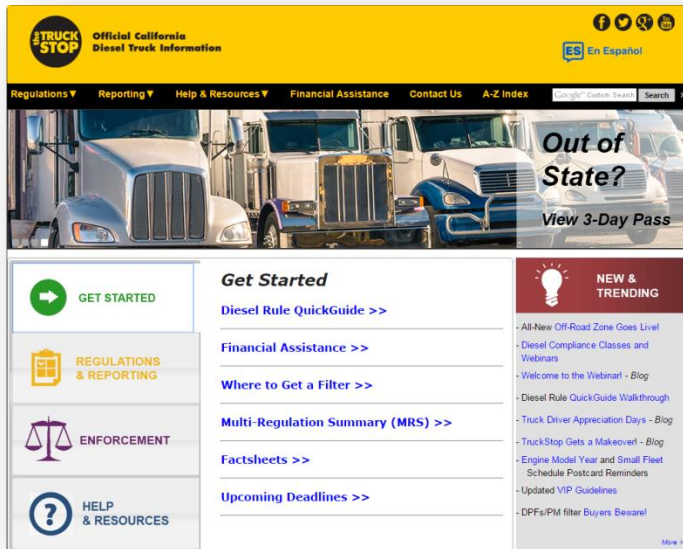 the TRUCK
STOP
Official California
Diesel Truck Information
ES En Español
Regulations▼ Reporting▼ Help & Resources▼ Financial Assistance Contact Us A-Z Index Google™ Custom Search Search
Out of
State?
View 3-Day Pass
GET STARTED
REGULATIONS
& REPORTING
ENFORCEMENT
HELP
& RESOURCES
Get Started
Diesel Rule QuickGuide >>
Financial Assistance >>
Where to Get a Filter >>
Multi-Regulation Summary (MRS) >>
Factsheets >>
Upcoming Deadlines >>
NEW &
TRENDING
- All-New Off-Road Zone Goes Live!
- Diesel Compliance Classes and
Webinars
- Welcome to the Webinar! - Blog
- Diesel Rule QuickGuide Walkthrough
- Truck Driver Appreciation Days - Blog
- TruckStop Gets a Makeover! - Blog
- Engine Model Year and Small Fleet
Schedule Postcard Reminders
- Updated VIP Guidelines
- DPFs/PM filter Buyers Beware!
More >